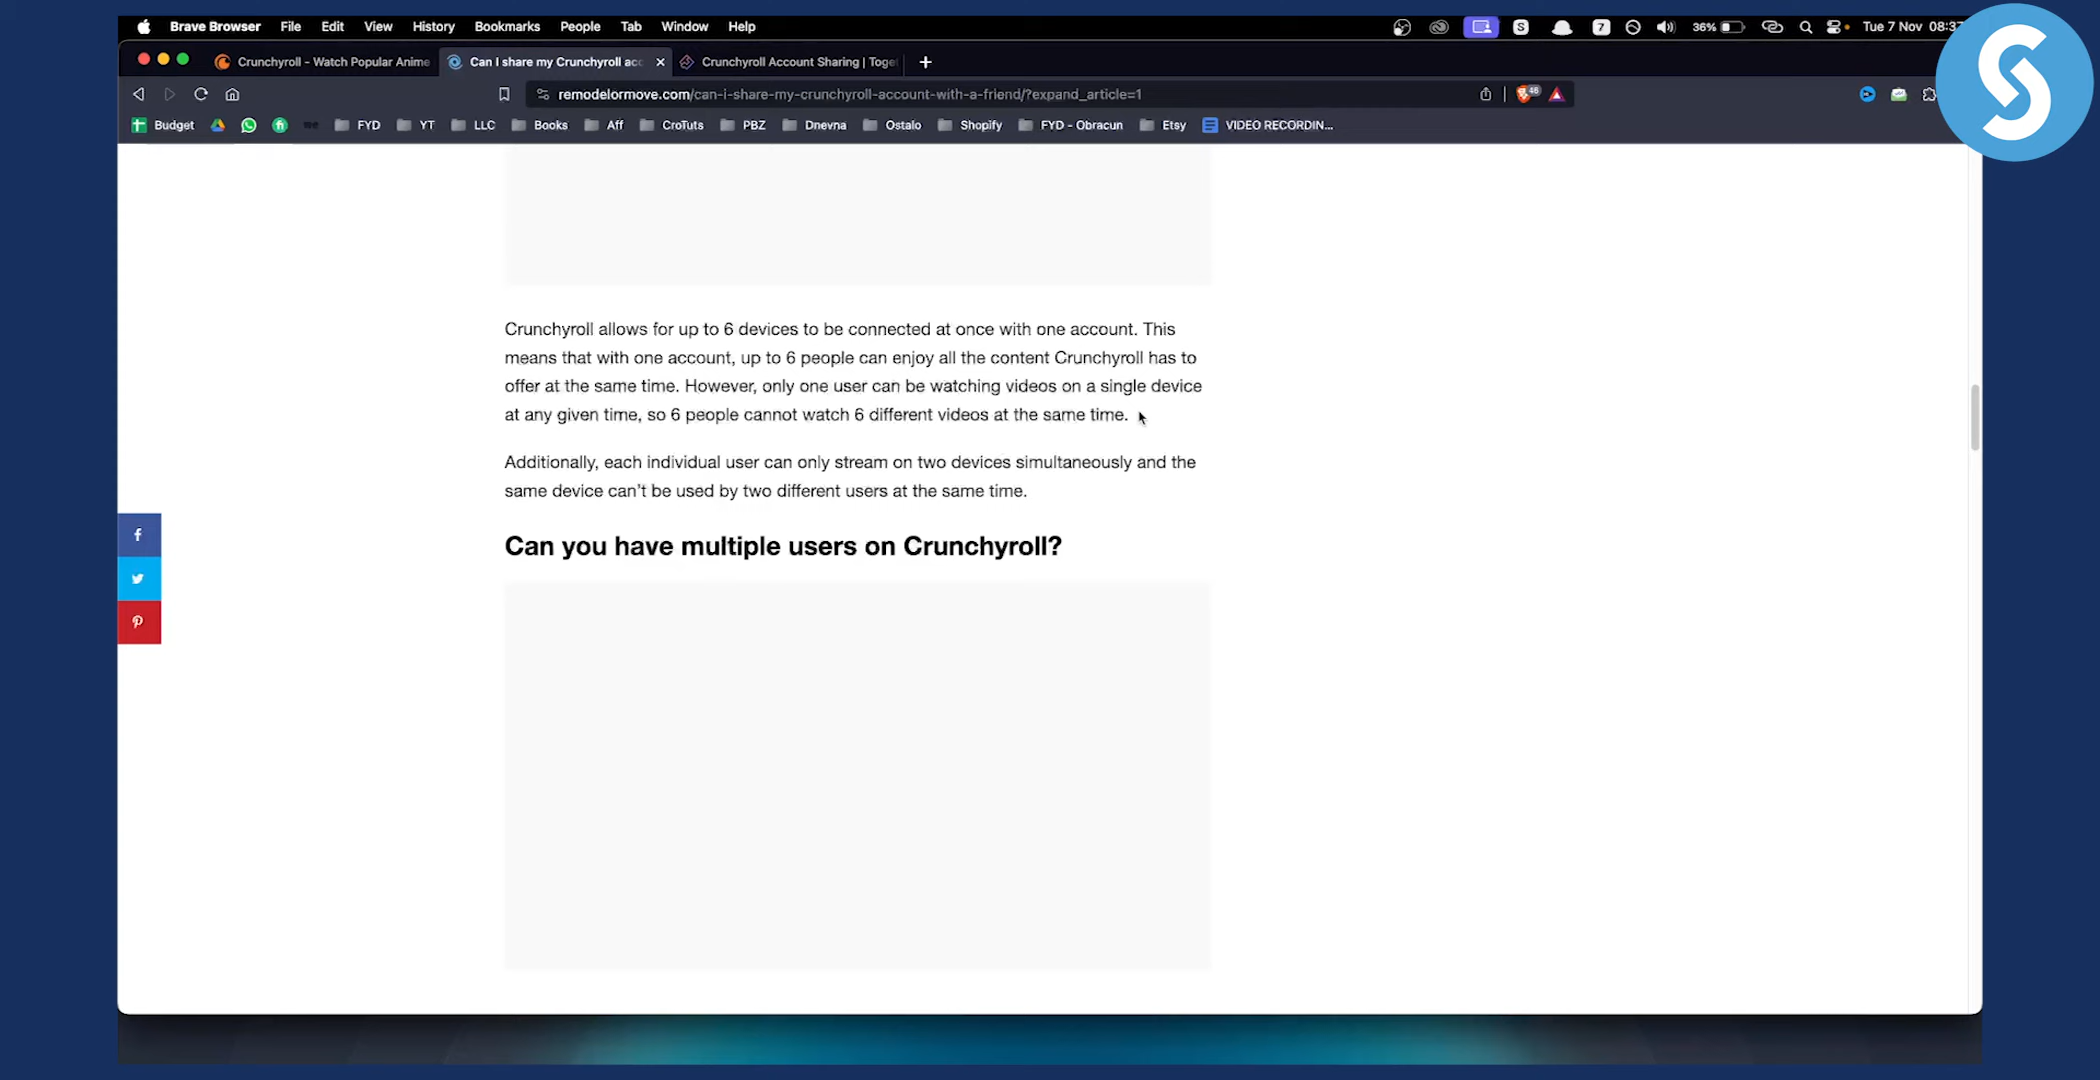 Brave Browser File Edit View History Bookmarks People Tab Window Help 7 S 36% Tue 7 Nov 08:37
Crunchyroll - Watch Popular Anime Can I share my Crunchyroll acc Crunchyroll Account Sharing | Toge
remodelormove.com/can-i-share-my-crunchyroll-account-with-a-friend/?expand_article=1 46
Budget FYD YT LLC Books Aff CroTuts PBZ Dnevna Ostalo Shopify FYD - Obracun Etsy VIDEO RECORDIN...
Crunchyroll allows for up to 6 devices to be connected at once with one account. This
means that with one account, up to 6 people can enjoy all the content Crunchyroll has to
offer at the same time. However, only one user can be watching videos on a single device
at any given time, so 6 people cannot watch 6 different videos at the same time.
Additionally, each individual user can only stream on two devices simultaneously and the
same device can't be used by two different users at the same time.
Can you have multiple users on Crunchyroll?